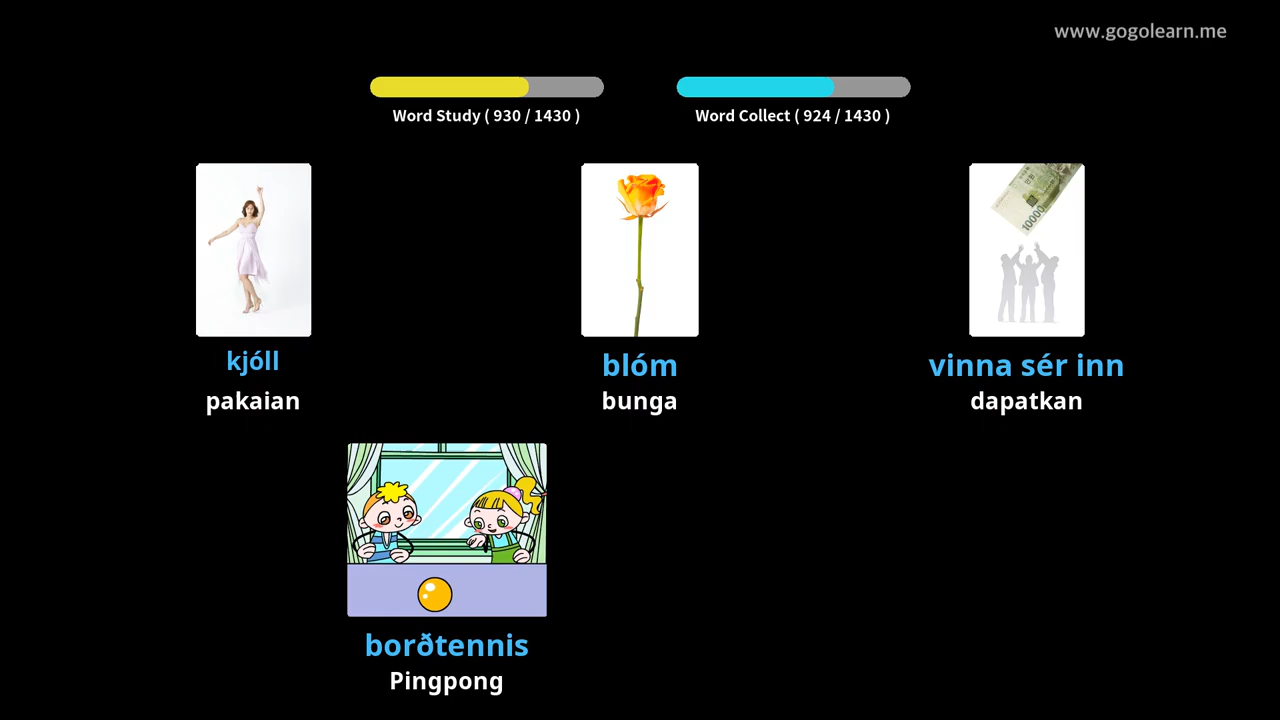 www.gogolearn.me
Word Study ( 930 / 1430 )
Word Collect ( 924 / 1430 )
10000
kjóll
blóm
vinna sér inn
pakaian
bunga
dapatkan
borðtennis
Pingpong